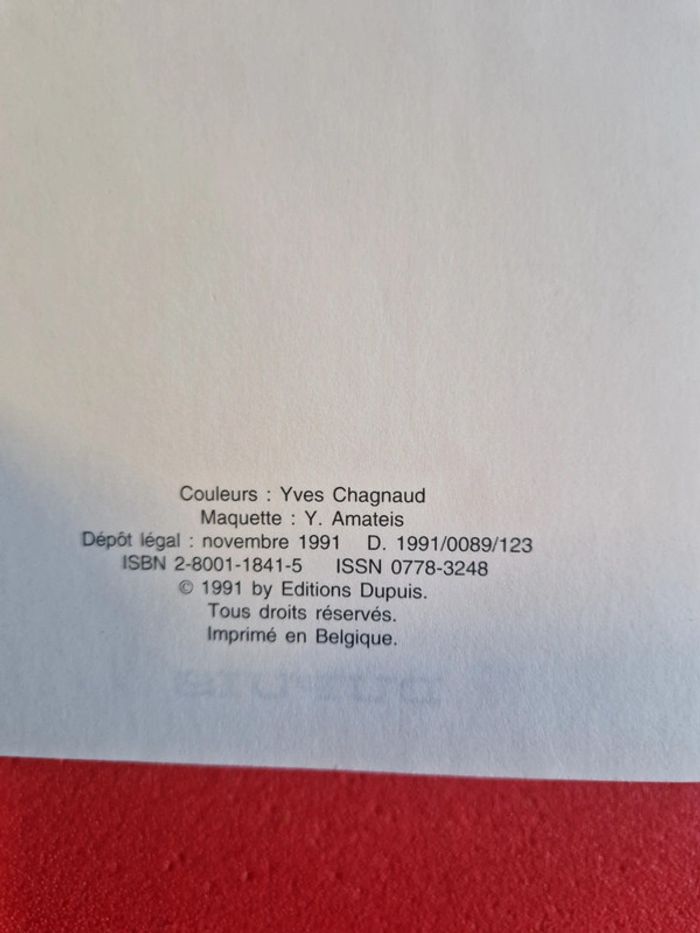 Couleurs : Yves Chagnaud
Maquette : Y. Amateis
Dépôt légal : novembre 1991 D. 1991/0089/123
ISBN 2-8001-1841-5 ISSN 0778-3248
© 1991 by Editions Dupuis.
Tous droits réservés.
Imprimé en Belgique.